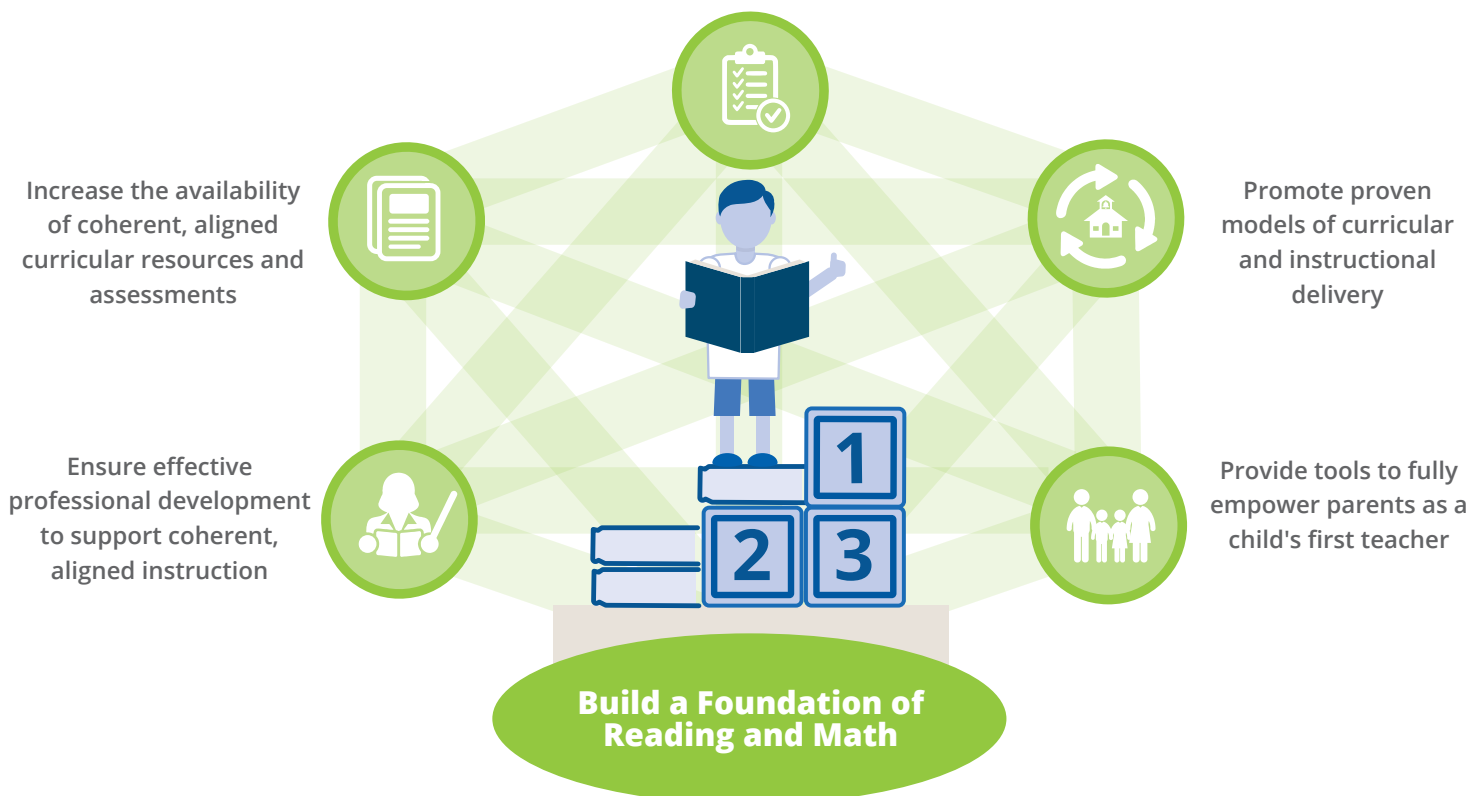 Increase the availability
of coherent, aligned
curricular resources and
assessments
Promote proven
models of curricular
and instructional
delivery
Ensure effective
professional development
to support coherent,
aligned instruction
Provide tools to fully
empower parents as a
child's first teacher
1
2 3
Build a Foundation of
Reading and Math